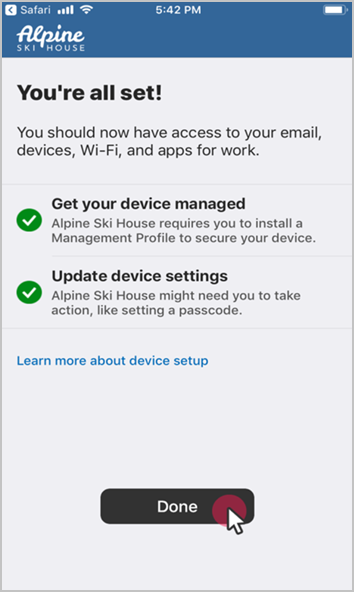 Safari 5:42 PM
Alpine
SKI HOUSE
You're all set!
You should now have access to your email,
devices, Wi-Fi, and apps for work.
Get your device managed
Alpine Ski House requires you to install a
Management Profile to secure your device.
Update device settings
Alpine Ski House might need you to take
action, like setting a passcode.
Learn more about device setup
Done